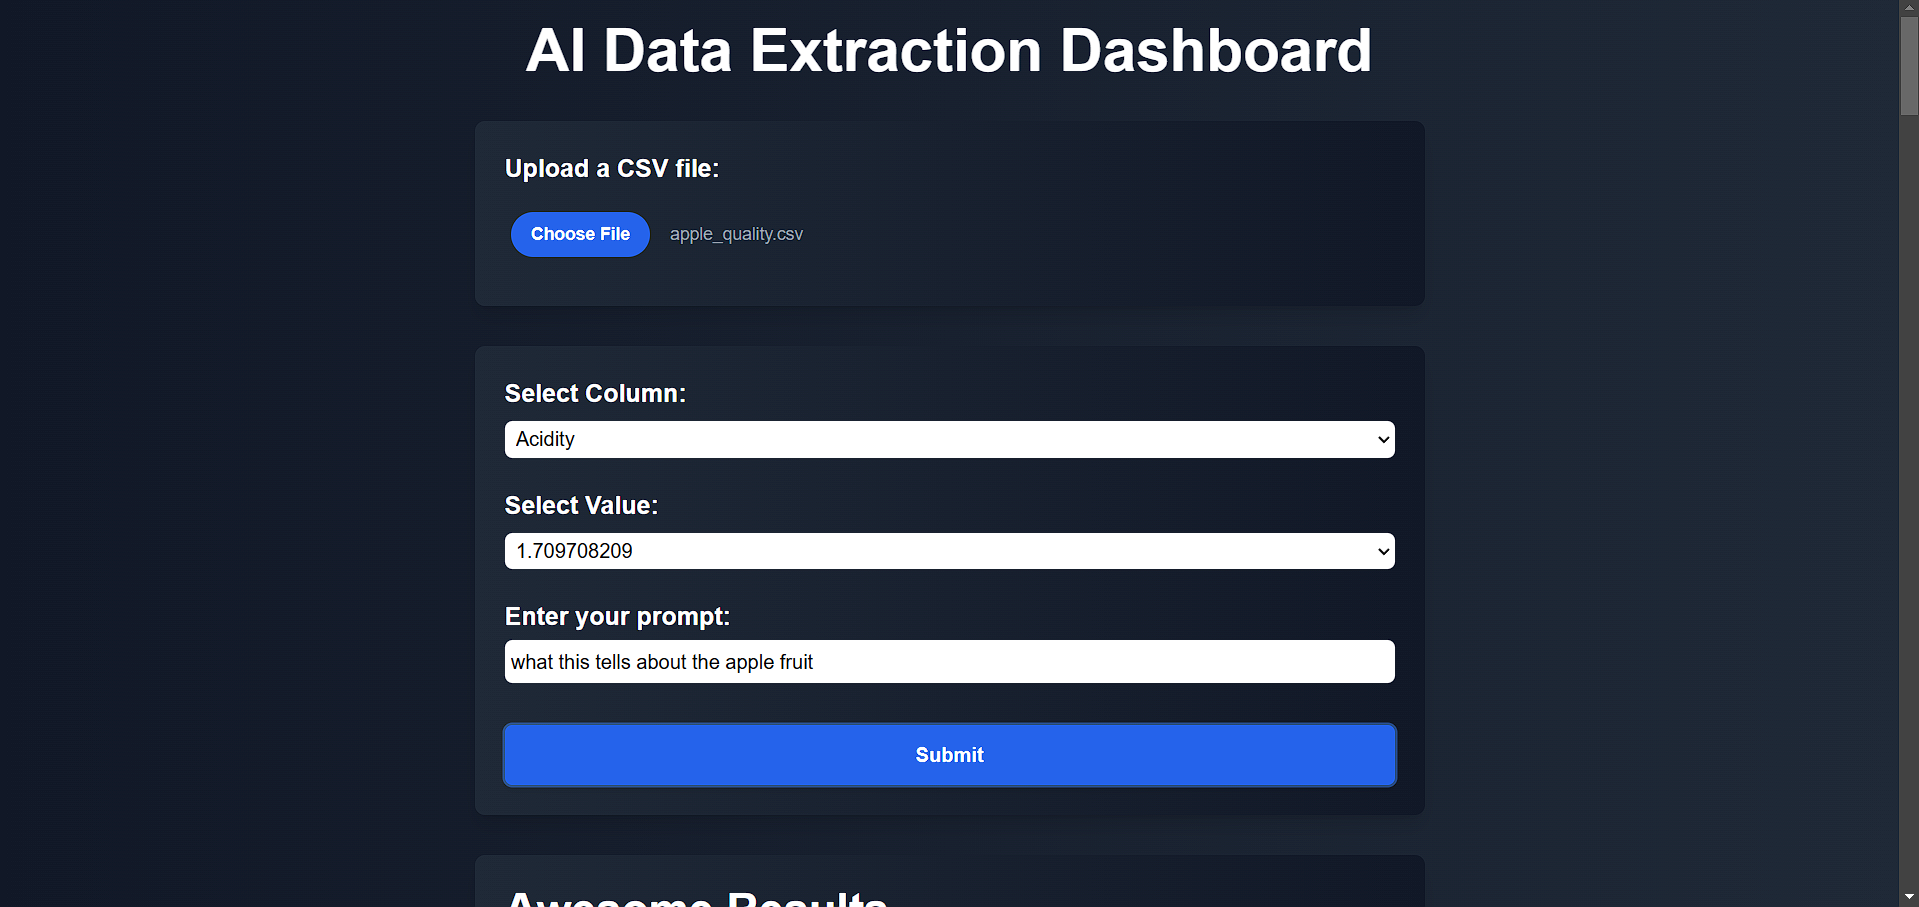 AI Data Extraction Dashboard
Upload a CSV file:
Choose File apple_quality.csv
Select Column:
Acidity
Select Value:
1.709708209
Enter your prompt:
what this tells about the apple fruit
Submit
Awesome Results